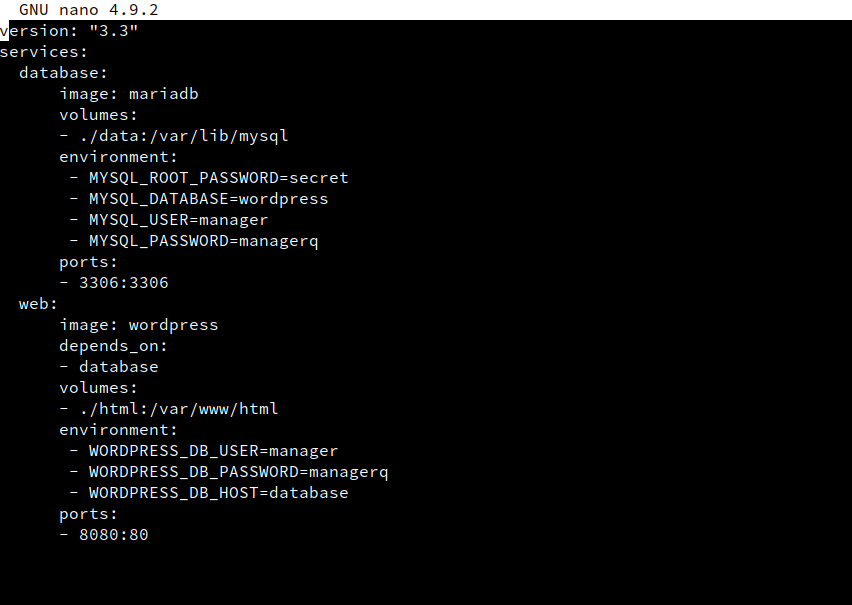 GNU nano 4.9.2
version: "3.3"
services:
  database:
      image: mariadb
      volumes:
      - ./data:/var/lib/mysql
      environment:
       - MYSQL_ROOT_PASSWORD=secret
       - MYSQL_DATABASE=wordpress
       - MYSQL_USER=manager
       - MYSQL_PASSWORD=managerq
      ports:
      - 3306:3306
  web:
      image: wordpress
      depends_on:
      - database
      volumes:
      - ./html:/var/www/html
      environment:
       - WORDPRESS_DB_USER=manager
       - WORDPRESS_DB_PASSWORD=managerq
       - WORDPRESS_DB_HOST=database
      ports:
      - 8080:80